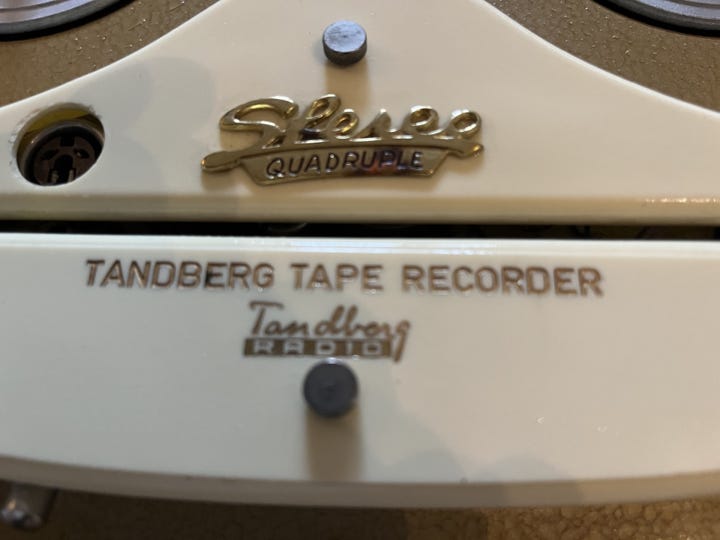 Stereo
QUADRUPLE
TANDBERG TAPE RECORDER
Tandberg
RADIO